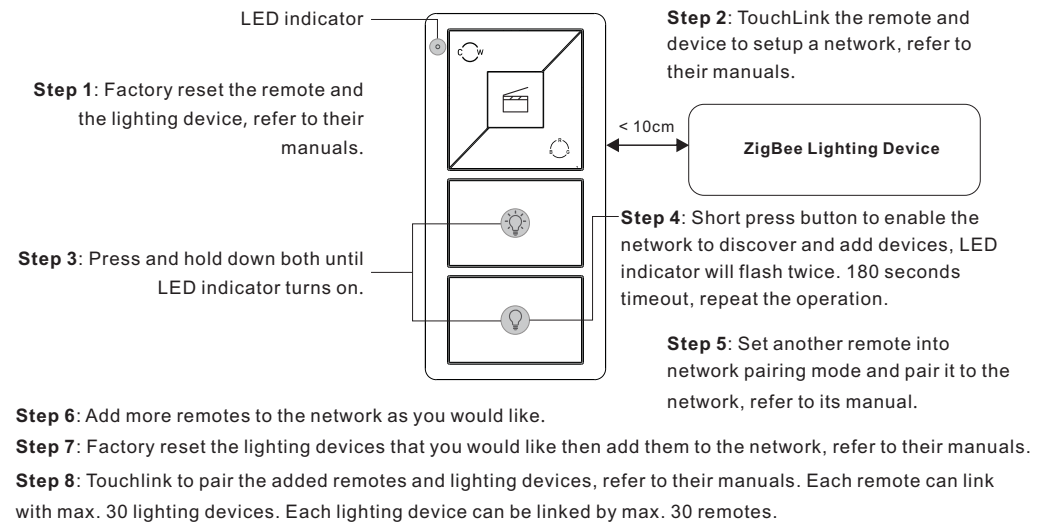 LED indicator
C W
R
B G
Step 1: Factory reset the remote and
the lighting device, refer to their
manuals.
Step 2: TouchLink the remote and
device to setup a network, refer to
their manuals.
< 10cm
ZigBee Lighting Device
Step 3: Press and hold down both until
LED indicator turns on.
Step 4: Short press button to enable the
network to discover and add devices, LED
indicator will flash twice. 180 seconds
timeout, repeat the operation.
Step 5: Set another remote into
network pairing mode and pair it to the
network, refer to its manual.
Step 6: Add more remotes to the network as you would like.
Step 7: Factory reset the lighting devices that you would like then add them to the network, refer to their manuals.
Step 8: Touchlink to pair the added remotes and lighting devices, refer to their manuals. Each remote can link
with max. 30 lighting devices. Each lighting device can be linked by max. 30 remotes.